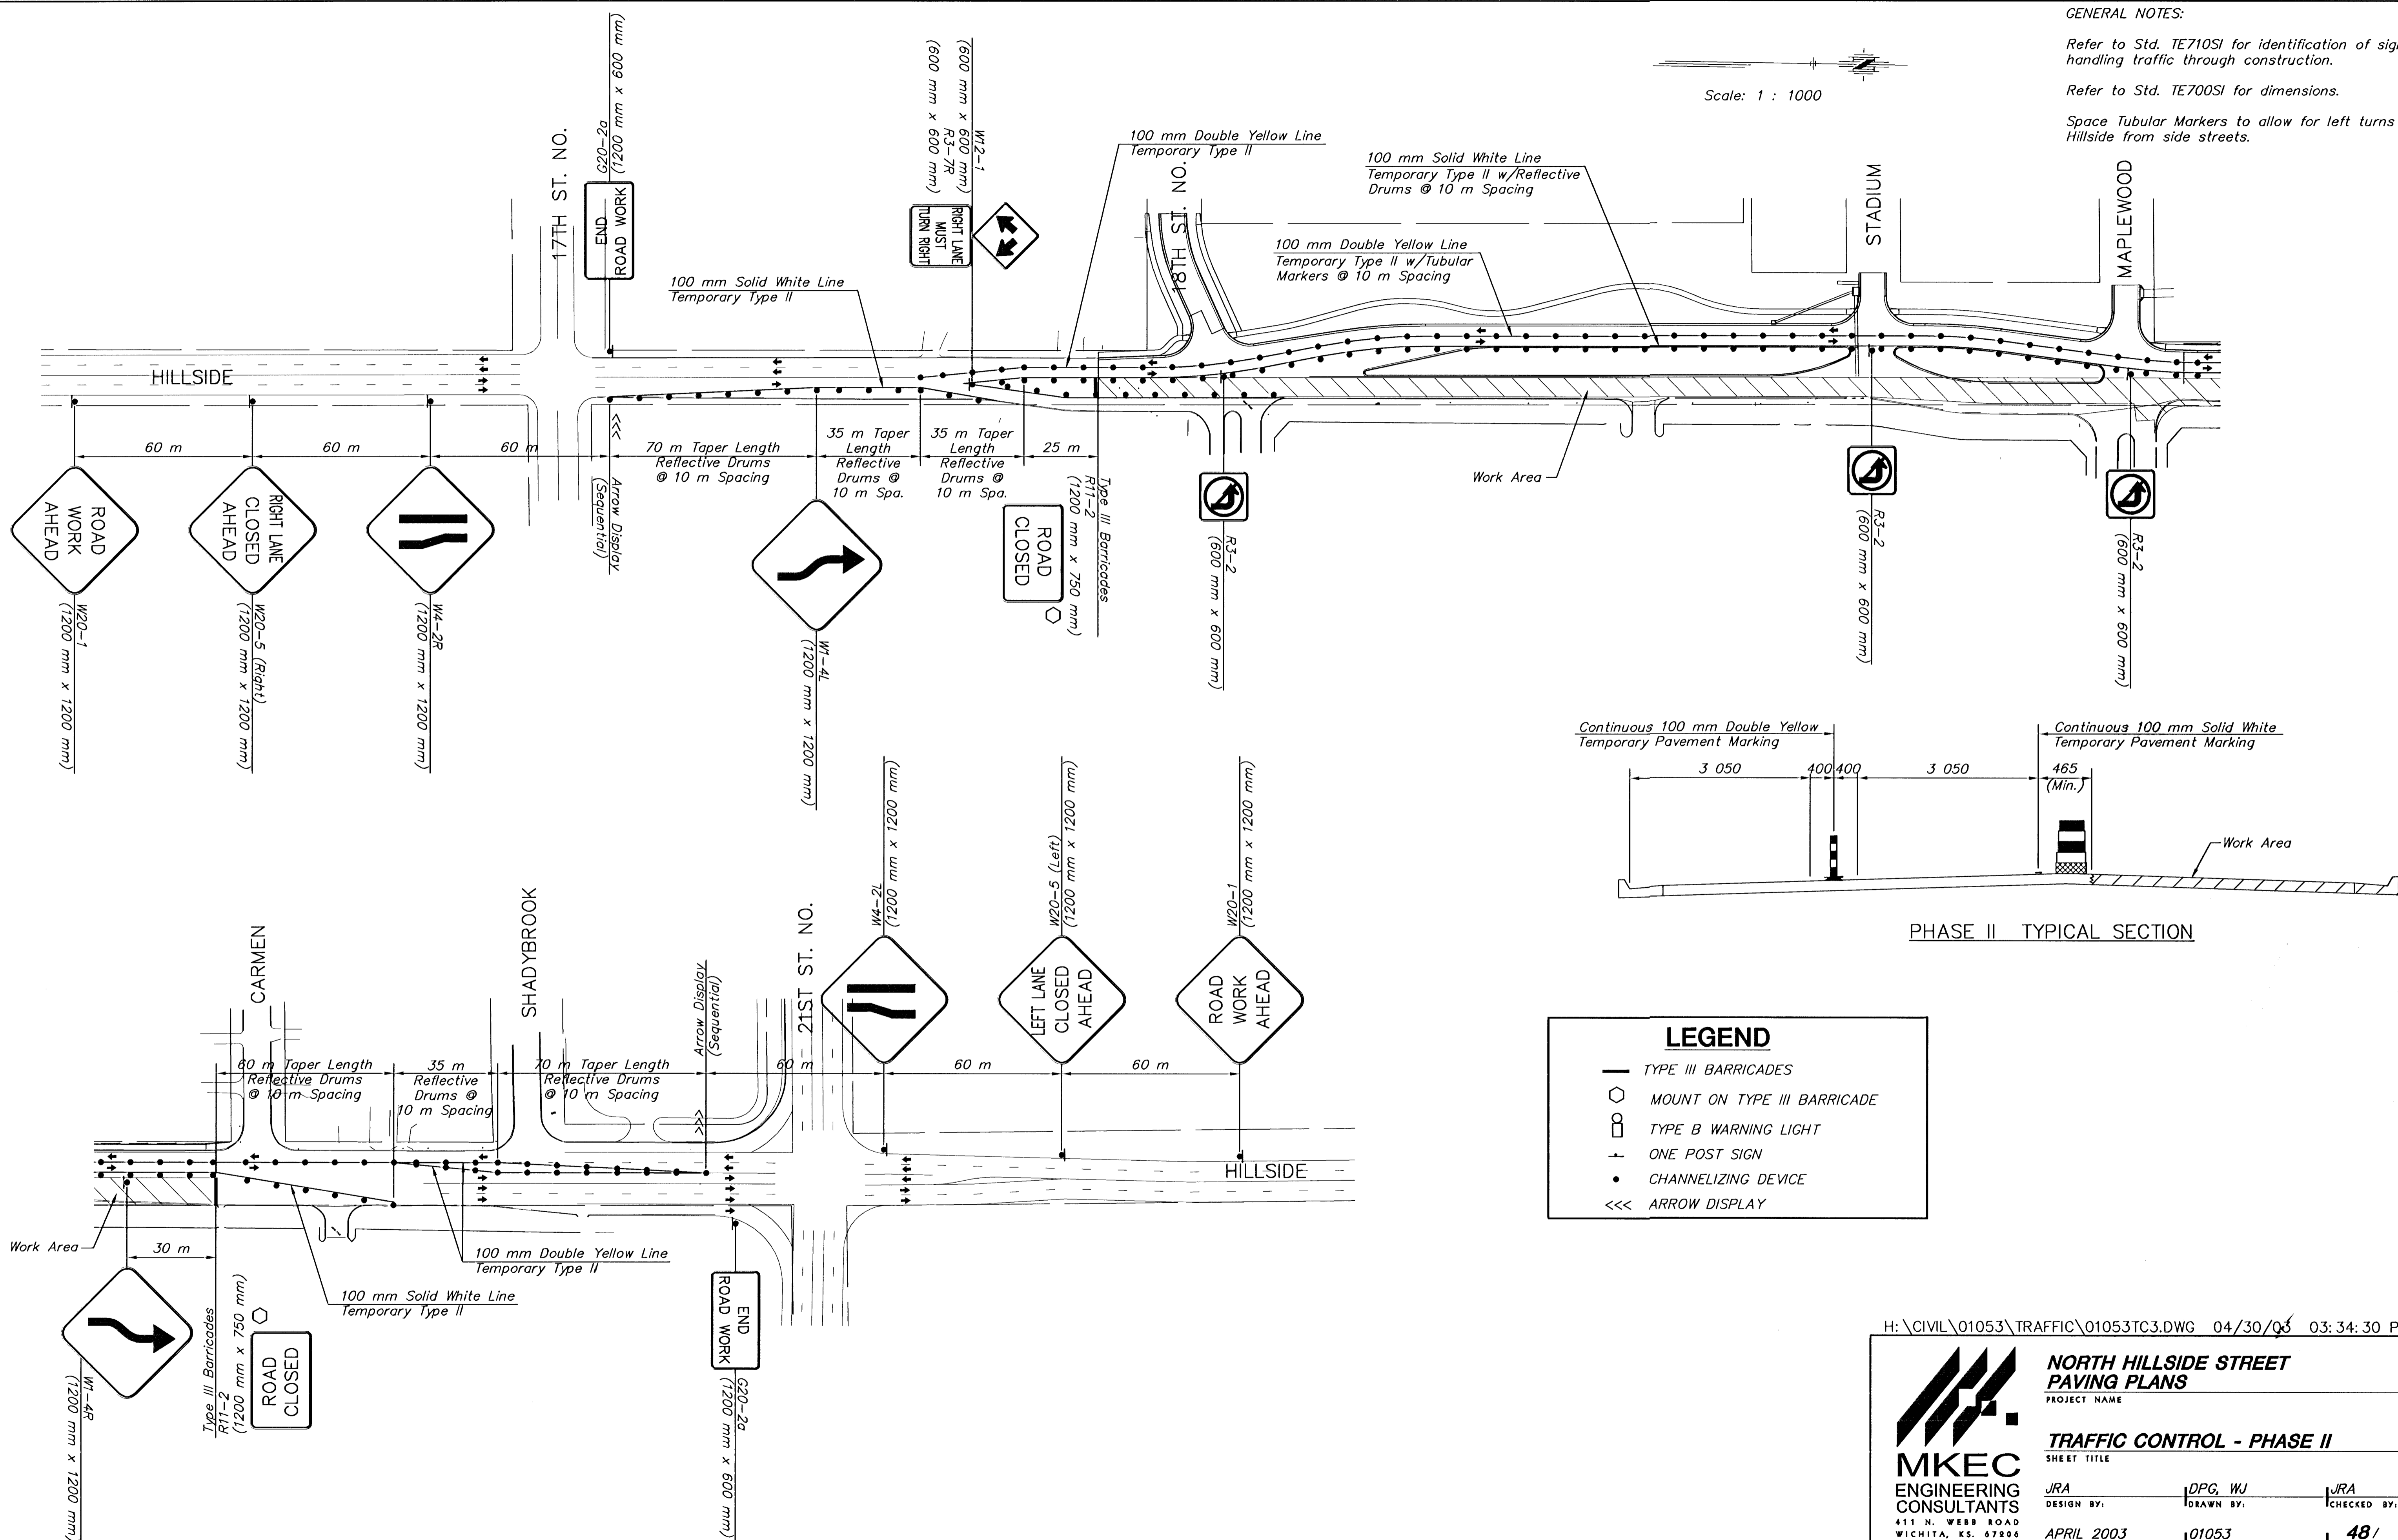 GENERAL NOTES:
Refer to Std. TE710SI for identification of
handling traffic through construction.
Refer to Std. TE700SI for dimensions.
Space Tubular Markers to allow for left turns
Hillside from side streets.
Scale: 1 : 1000
17TH ST. NO.
G20-2a
(1200 mm x 600 mm)
END
ROAD WORK
W12-1
(600 mm x 600 mm)
R3-7R
(600 mm x 600 mm)
RIGHT LANE
MUST
TURN RIGHT
100 mm Double Yellow Line
Temporary Type II
18TH ST. NO.
100 mm Solid White Line
Temporary Type II w/Reflective
Drums @ 10 m Spacing
100 mm Double Yellow Line
Temporary Type II w/Tubular
Markers @ 10 m Spacing
STADIUM
MAPLEWOOD
100 mm Solid White Line
Temporary Type II
HILLSIDE
60 m
60 m
60 m
70 m Taper Length
Reflective Drums
@ 10 m Spacing
35 m Taper
Length
Reflective
Drums @
10 m Spa.
35 m Taper
Length
Reflective
Drums @
10 m Spa.
25 m
Work Area
ROAD
WORK
AHEAD
W20-1
(1200 mm x 1200 mm)
RIGHT LANE
CLOSED
AHEAD
W20-5 (Right)
(1200 mm x 1200 mm)
W4-2R
(1200 mm x 1200 mm)
Arrow Display
(Sequential)
W1-4L
(1200 mm x 1200 mm)
ROAD
CLOSED
Type III Barricades
R11-2
(1200 mm x 750 mm)
R3-2
(600 mm x 600 mm)
R3-2
(600 mm x 600 mm)
R3-2
(600 mm x 600 mm)
Continuous 100 mm Double Yellow
Temporary Pavement Marking
Continuous 100 mm Solid White
Temporary Pavement Marking
3 050
400
400
3 050
465
(Min.)
Work Area
PHASE II TYPICAL SECTION
CARMEN
SHADYBROOK
21ST ST. NO.
Arrow Display
(Sequential)
W4-2L
(1200 mm x 1200 mm)
W20-5 (Left)
(1200 mm x 1200 mm)
LEFT LANE
CLOSED
AHEAD
W20-1
(1200 mm x 1200 mm)
ROAD
WORK
AHEAD
60 m Taper Length
Reflective Drums
@ 10 m Spacing
35 m
Reflective
Drums @
10 m Spacing
70 m Taper Length
Reflective Drums
@ 10 m Spacing
60 m
60 m
60 m
HILLSIDE
Work Area
30 m
100 mm Double Yellow Line
Temporary Type II
100 mm Solid White Line
Temporary Type II
W1-4R
(1200 mm x 1200 mm)
Type III Barricades
R11-2
(1200 mm x 750 mm)
ROAD
CLOSED
END
ROAD WORK
G20-2a
(1200 mm x 600 mm)
LEGEND
TYPE III BARRICADES
MOUNT ON TYPE III BARRICADE
TYPE B WARNING LIGHT
ONE POST SIGN
CHANNELIZING DEVICE
<<< ARROW DISPLAY
H:\CIVIL\01053\TRAFFIC\01053TC3.DWG 04/30/03 03:34:30
MKEC
ENGINEERING
CONSULTANTS
411 N. WEBB ROAD
WICHITA, KS. 67206
NORTH HILLSIDE STREET
PAVING PLANS
PROJECT NAME
TRAFFIC CONTROL - PHASE II
SHEET TITLE
JRA
DESIGN BY:
DPG, WJ
DRAWN BY:
JRA
CHECKED BY:
APRIL 2003
01053
48/